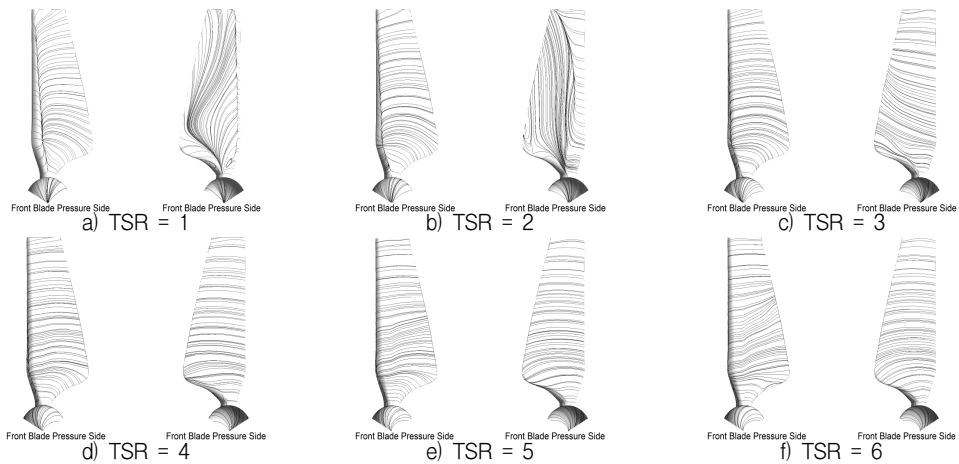 Front Blade Pressure Side Front Blade Pressure Side
a) TSR = 1
Front Blade Pressure Side Front Blade Pressure Side
b) TSR = 2
Front Blade Pressure Side Front Blade Pressure Side
c) TSR = 3
Front Blade Pressure Side Front Blade Pressure Side
d) TSR = 4
Front Blade Pressure Side Front Blade Pressure Side
e) TSR = 5
Front Blade Pressure Side Front Blade Pressure Side
f) TSR = 6